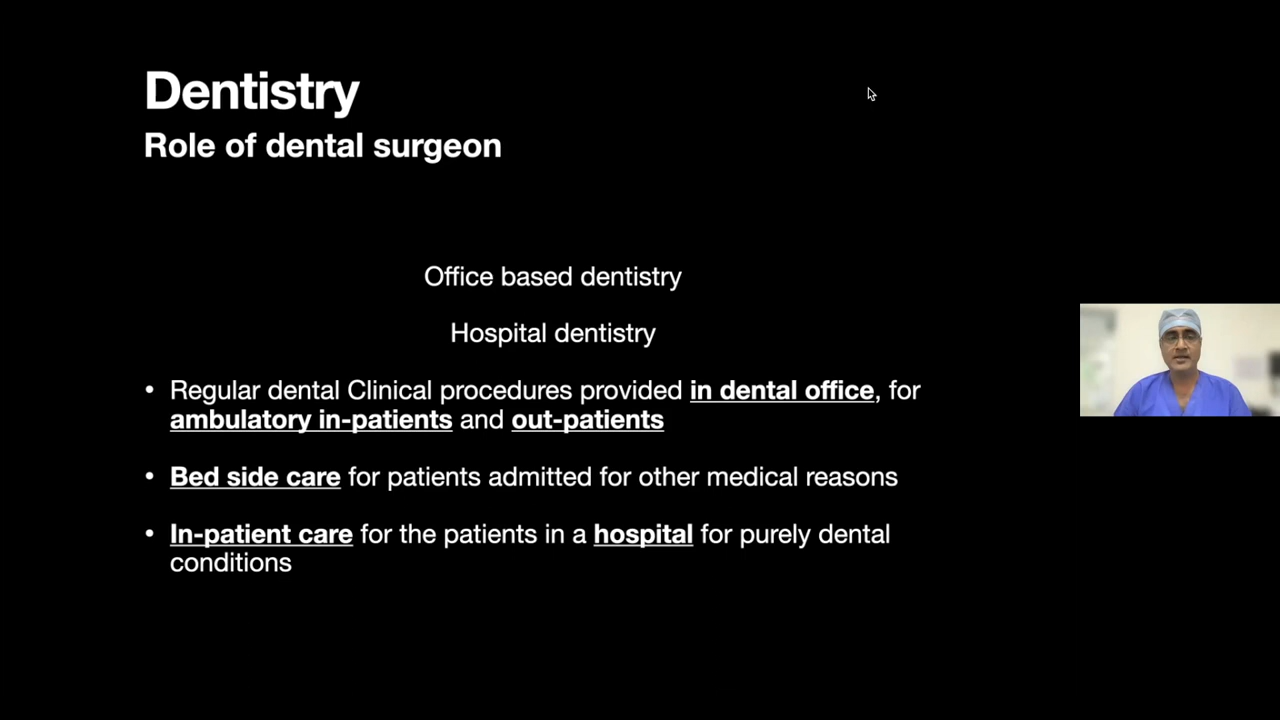 Dentistry
Role of dental surgeon
Office based dentistry
Hospital dentistry
• Regular dental Clinical procedures provided in dental office, for
ambulatory in-patients and out-patients
• Bed side care for patients admitted for other medical reasons
• In-patient care for the patients in a hospital for purely dental
conditions